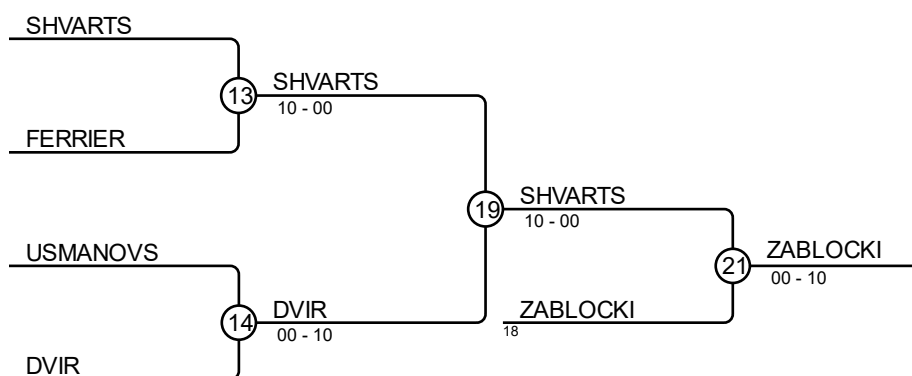 SHVARTS
13
SHVARTS
10 - 00
FERRIER
19
SHVARTS
10 - 00
USMANOVS
21
ZABLOCKI
00 - 10
14
DVIR
00 - 10
ZABLOCKI
18
DVIR